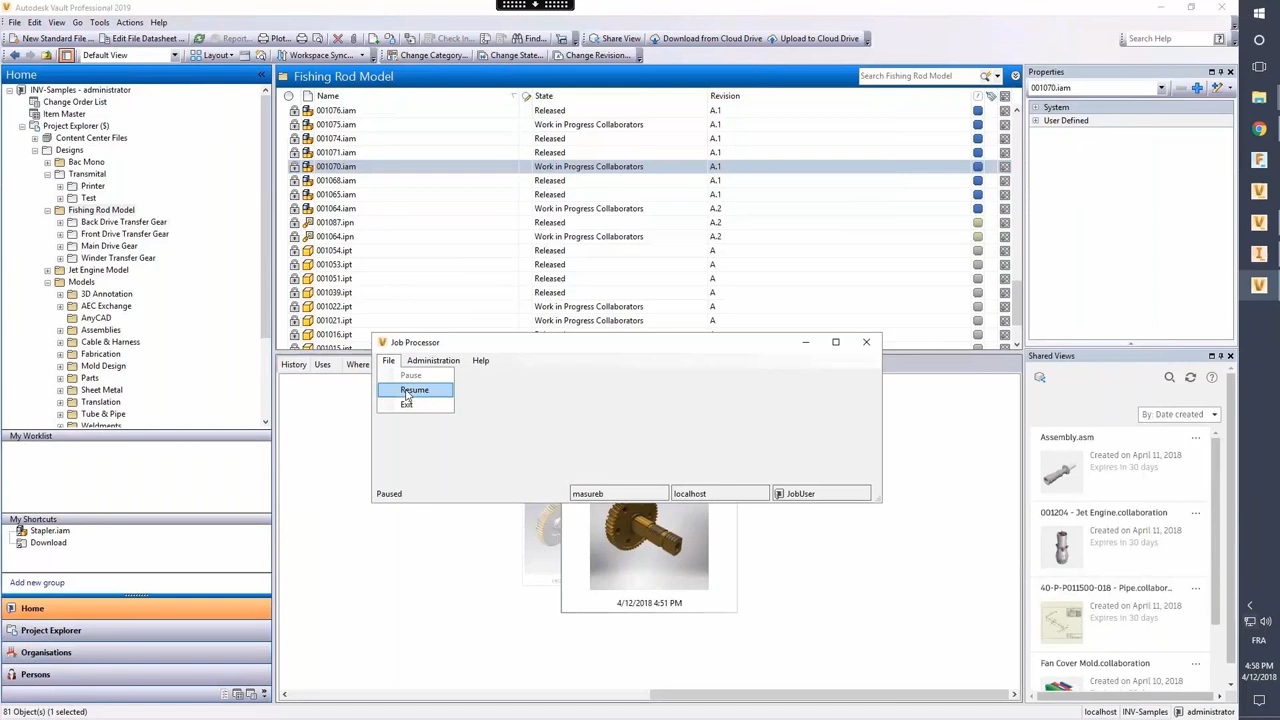 Autodesk Vault Professional 2019
File Edit View Go Tools Actions Help
New Standard File... Edit File Datasheet... Report... Plot... Check In... Find... Share View Download from Cloud Drive Upload to Cloud Drive Search Help
Default View Layout Workspace Sync... Change Category... Change State... Change Revision...
Home
INV-Samples - administrator
Change Order List
Item Master
Project Explorer ($)
Content Center Files
Designs
Bac Mono
Transmital
Printer
Test
Fishing Rod Model
Back Drive Transfer Gear
Front Drive Transfer Gear
Main Drive Gear
Winder Transfer Gear
Jet Engine Model
Models
3D Annotation
AEC Exchange
AnyCAD
Assemblies
Cable & Harness
Fabrication
Mold Design
Parts
Sheet Metal
Tube & Pipe
Weldments
My Worklist
My Shortcuts
Stapler.iam
Download
Add new group
Home
Project Explorer
Organisations
Persons
81 Object(s) (1 selected)
Fishing Rod Model
Search Fishing Rod Model
Name State Revision
001076.iam Released A.1
001075.iam Work in Progress Collaborators A.1
001074.iam Released A.1
001071.iam Released A.1
001070.iam Work in Progress Collaborators A.1
001068.iam Released A.1
001065.iam Released A.1
001064.iam Work in Progress Collaborators A.2
001087.ipn Released A.2
001064.ipn Work in Progress Collaborators A.2
001054.ipt Released A
001053.ipt Released A
001051.ipt Released A
001039.ipt Released A
001022.ipt Work in Progress Collaborators A
001021.ipt Work in Progress Collaborators A
001016.ipt Released A
001015.ipt Released A
History Uses Where
Job Processor
File Administration Help
Pause
Resume
Exit
Paused masureb localhost JobUser
4/12/2018 4:51 PM
Properties
001070.iam
System
User Defined
Shared Views
By: Date created
Assembly.asm
Created on April 11, 2018
Expires in 30 days
001204 - Jet Engine.collaboration
Created on April 11, 2018
Expires in 30 days
40-P-P011500-018 - Pipe.collabor...
Created on April 11, 2018
Expires in 30 days
Fan Cover Mold.collaboration
Created on April 10, 2018
Expires in 30 days
localhost INV-Samples administrator
FRA
4:58 PM
4/12/2018